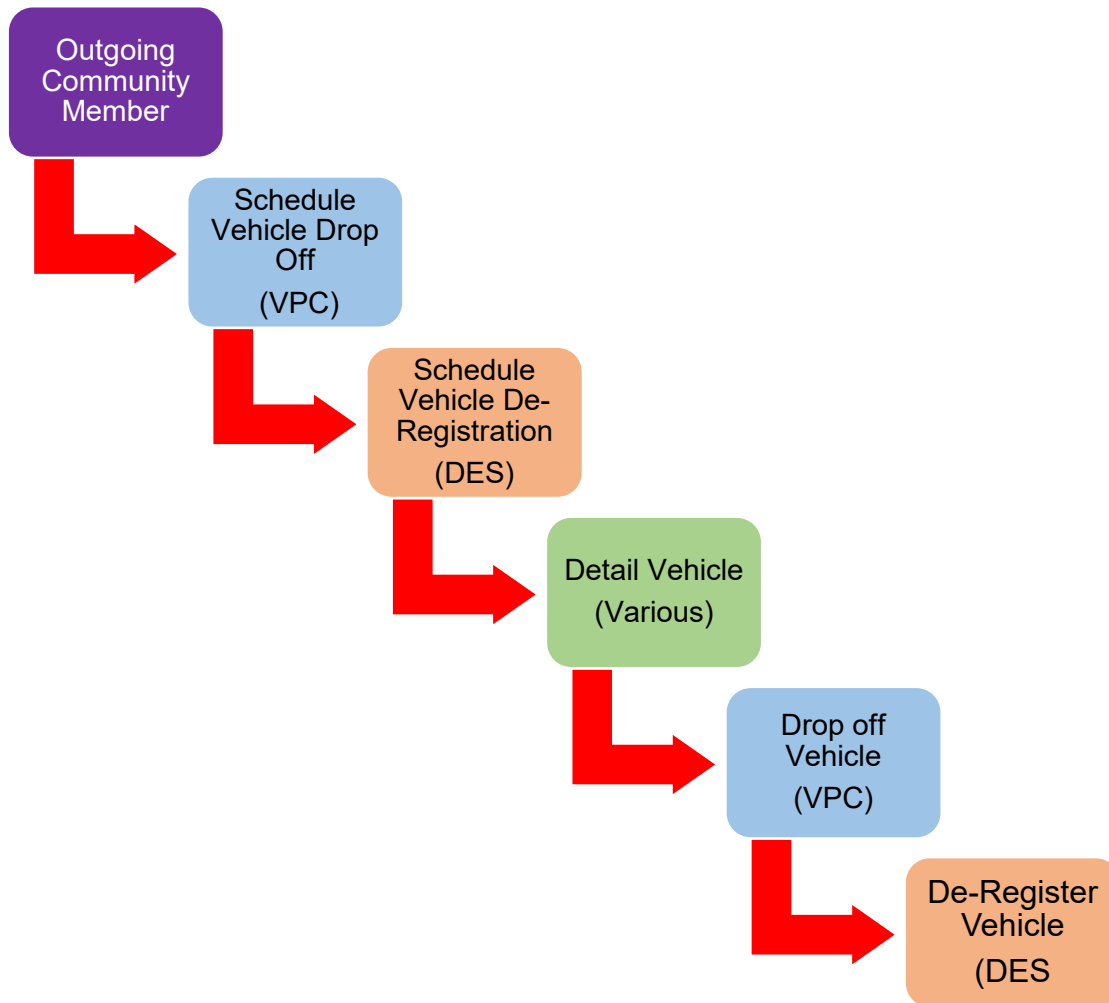 Outgoing
Community
Member
Schedule
Vehicle Drop
Off
(VPC)
Schedule
Vehicle De-
Registration
(DES)
Detail Vehicle
(Various)
Drop off
Vehicle
(VPC)
De-Register
Vehicle
(DES